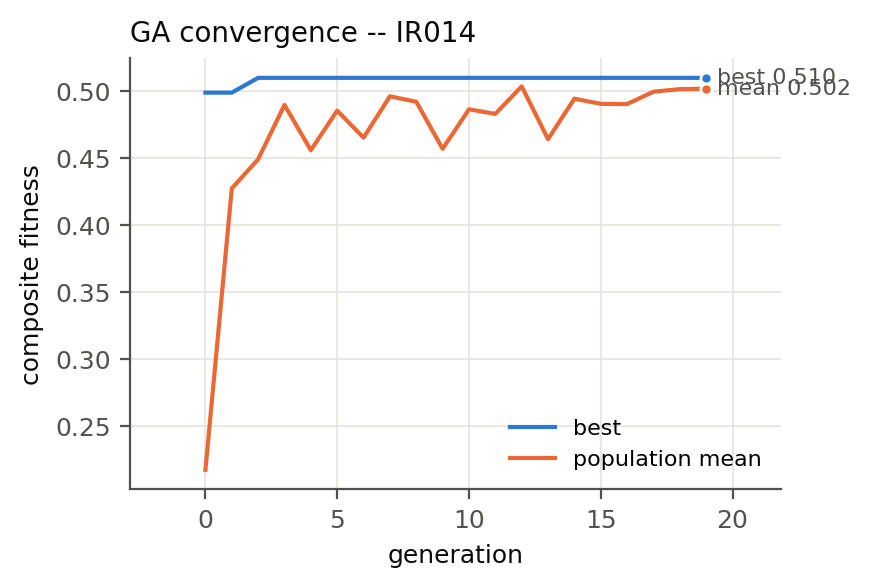 GA convergence -- IR014
composite fitness
0.50
0.45
0.40
0.35
0.30
0.25
best 0.510
mean 0.502
best
population mean
0
5
10
15
20
generation